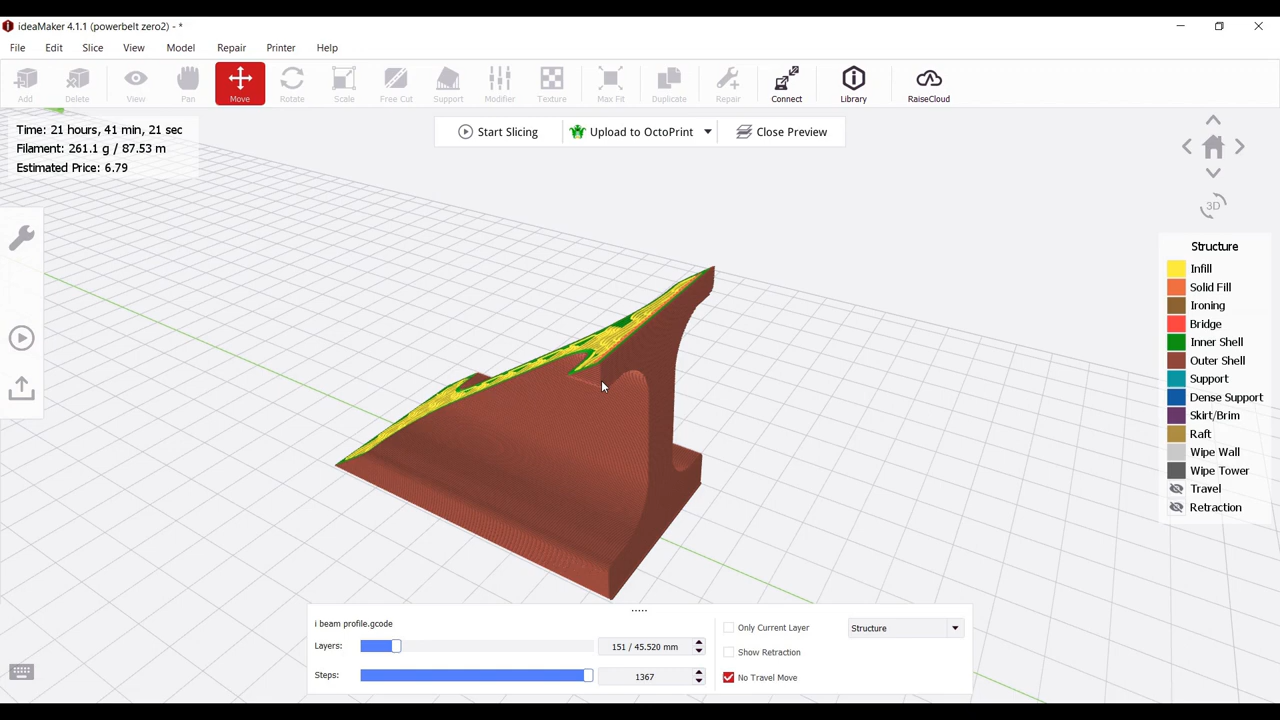 ideaMaker 4.1.1 (powerbelt zero2) - *
File Edit Slice View Model Repair Printer Help
Add Delete View Pan Move Rotate Scale Free Cut Support Modifier Texture Max Fit Duplicate Repair Connect Library RaiseCloud
Time: 21 hours, 41 min, 21 sec
Filament: 261.1 g / 87.53 m
Estimated Price: 6.79
Start Slicing Upload to OctoPrint Close Preview
3D
Structure
Infill
Solid Fill
Ironing
Bridge
Inner Shell
Outer Shell
Support
Dense Support
Skirt/Brim
Raft
Wipe Wall
Wipe Tower
Travel
Retraction
i beam profile.gcode
Layers: 151 / 45.520 mm
Steps: 1367
Only Current Layer Structure
Show Retraction
No Travel Move